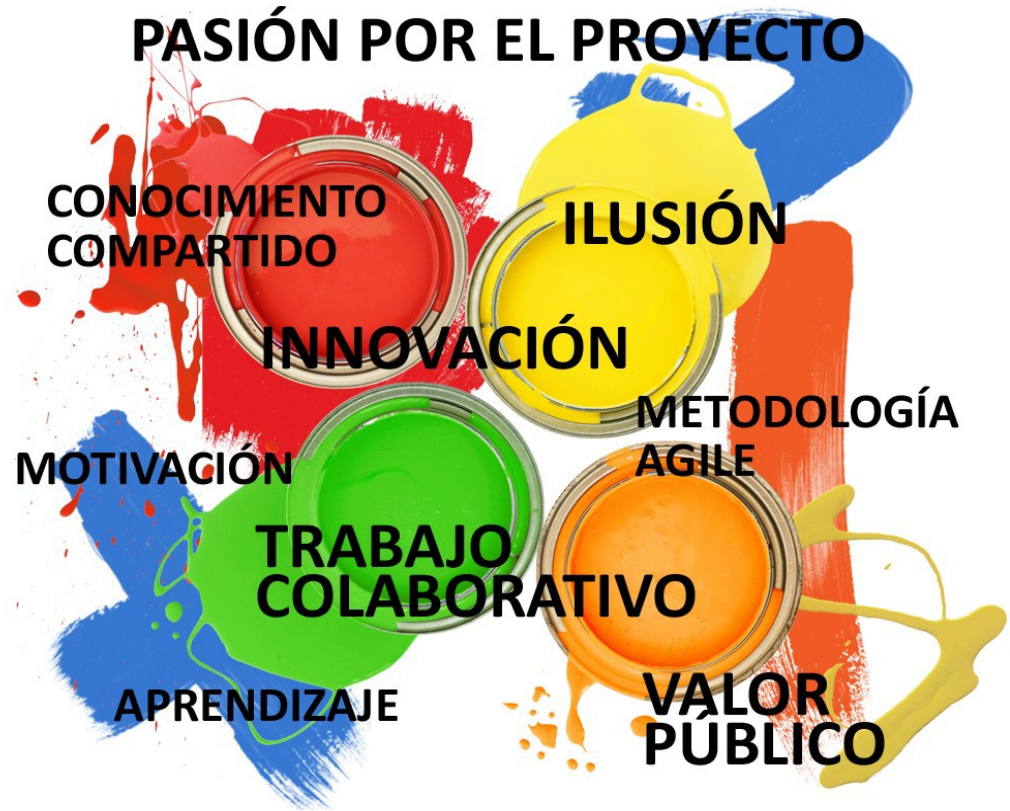 PASIÓN POR EL PROYECTO
CONOCIMIENTO
COMPARTIDO
ILUSIÓN
INNOVACIÓN
METODOLOGÍA
AGILE
MOTIVACIÓN
TRABAJO
COLABORATIVO
APRENDIZAJE
VALOR
PÚBLICO